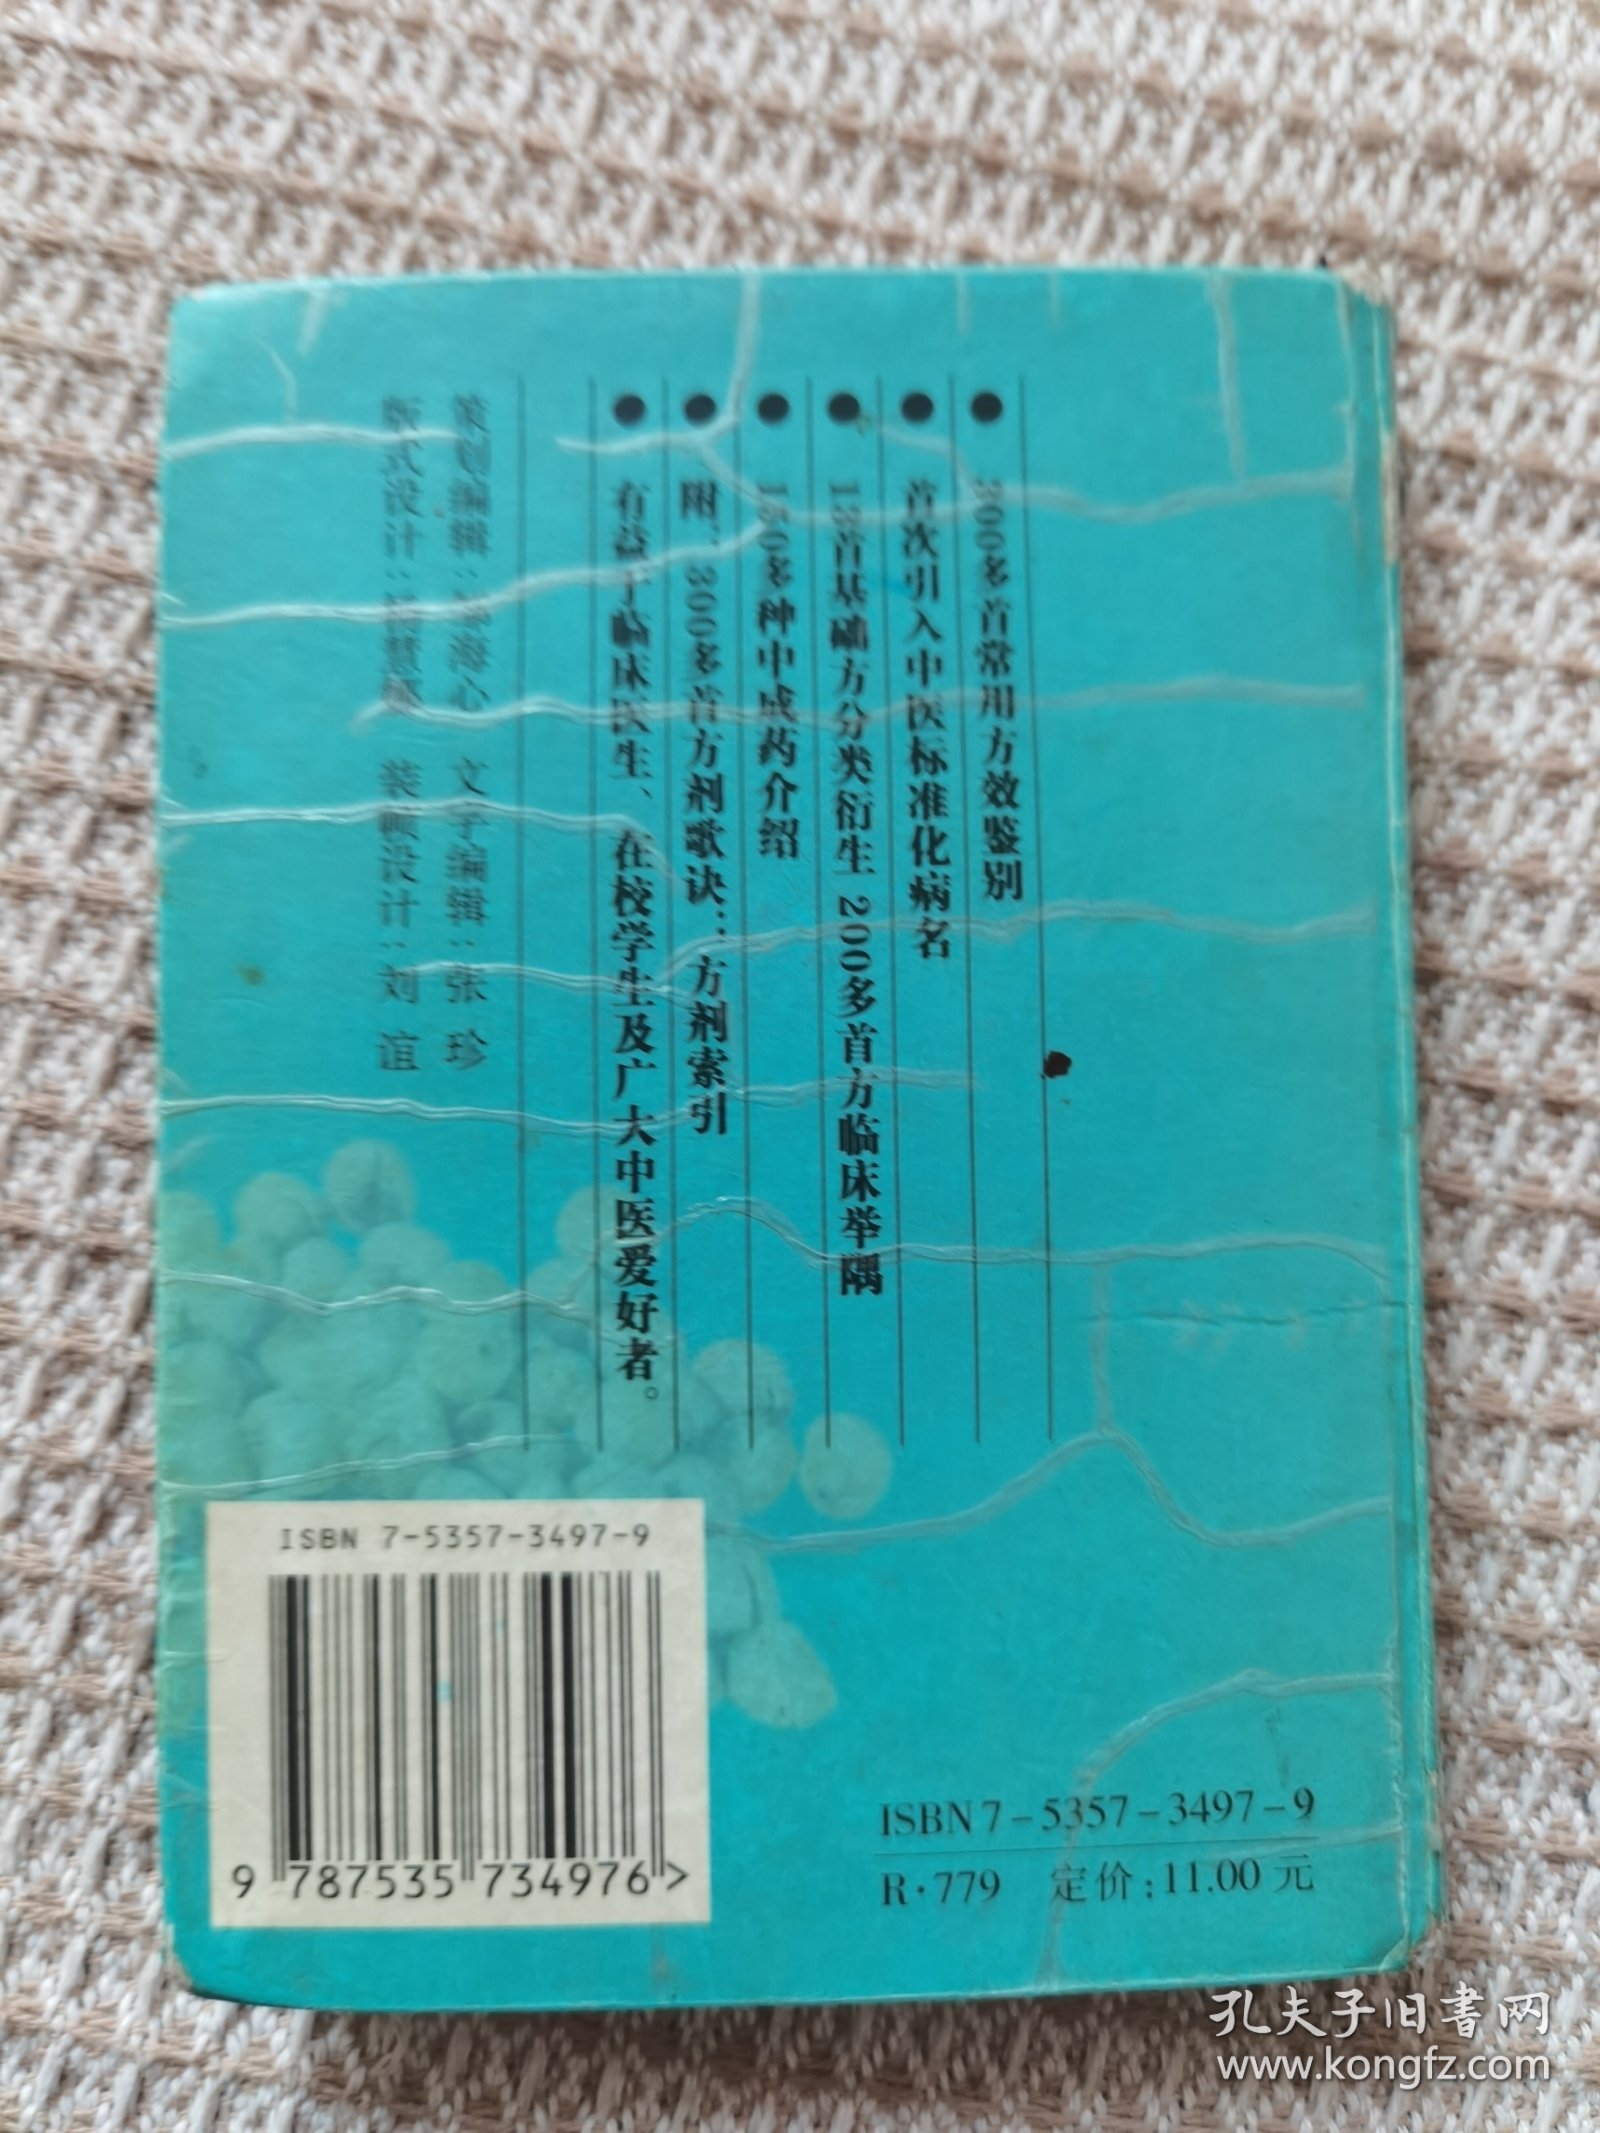 ● 300多首常用方效鉴别
● 首次引入中医标准化病名
● 18首基础方分类衍生 200多首方临床举隅
● 150多种中成药介绍
● 附：300多首方剂歌诀；方剂索引
● 有益于临床医生、在校学生及广大中医爱好者。
策划编辑：海心 文字编辑：张 珍
版式设计：慧 装帧设计：刘 谊
ISBN 7-5357-3497-9
9 787535 734976 >
ISBN 7-5357-3497-9
R·779 定价：11.00元
孔夫子旧书网
www.kongfz.com